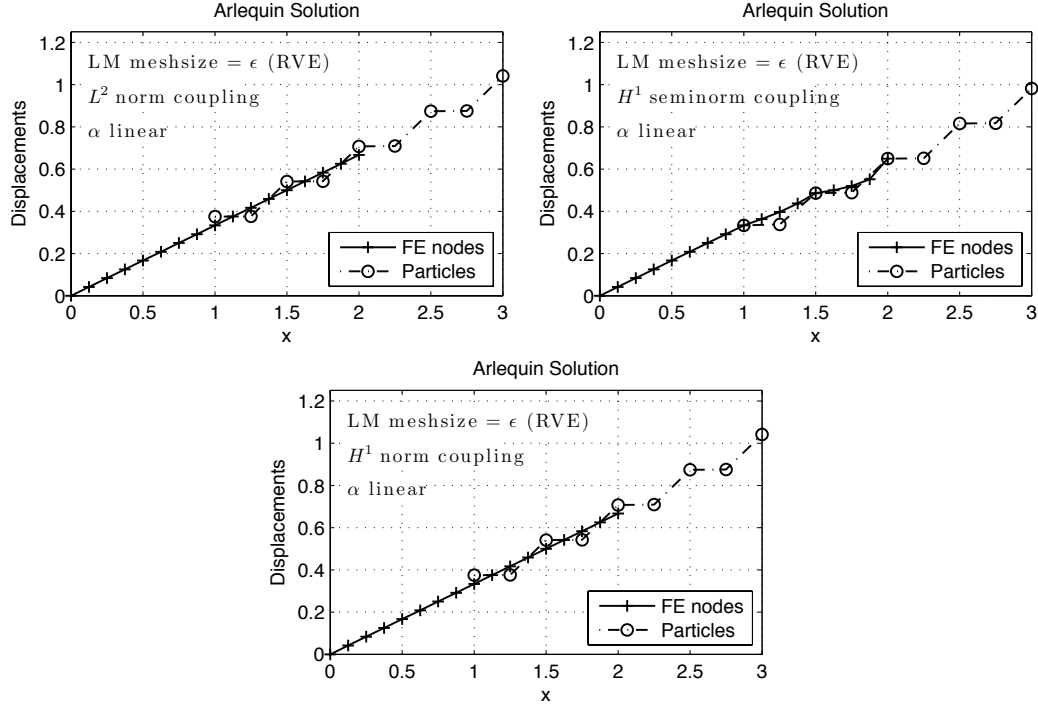 Arlequin Solution
LM meshsize = ϵ (RVE)
L² norm coupling
α linear
Displacements
1.2
1
0.8
0.6
0.4
0.2
0
FE nodes
Particles
0 0.5 1 1.5 2 2.5 3
x
Arlequin Solution
LM meshsize = ϵ (RVE)
H¹ seminorm coupling
α linear
Displacements
1.2
1
0.8
0.6
0.4
0.2
0
FE nodes
Particles
0 0.5 1 1.5 2 2.5 3
x
Arlequin Solution
LM meshsize = ϵ (RVE)
H¹ norm coupling
α linear
Displacements
1.2
1
0.8
0.6
0.4
0.2
0
FE nodes
Particles
0 0.5 1 1.5 2 2.5 3
x